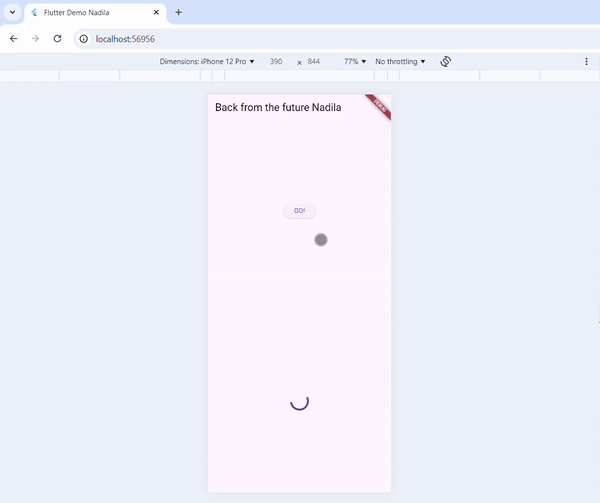 Flutter Demo Nadila
localhost:56956
Dimensions: iPhone 12 Pro 390 × 844 77% No throttling
Back from the future Nadila
DEBUG
GO!